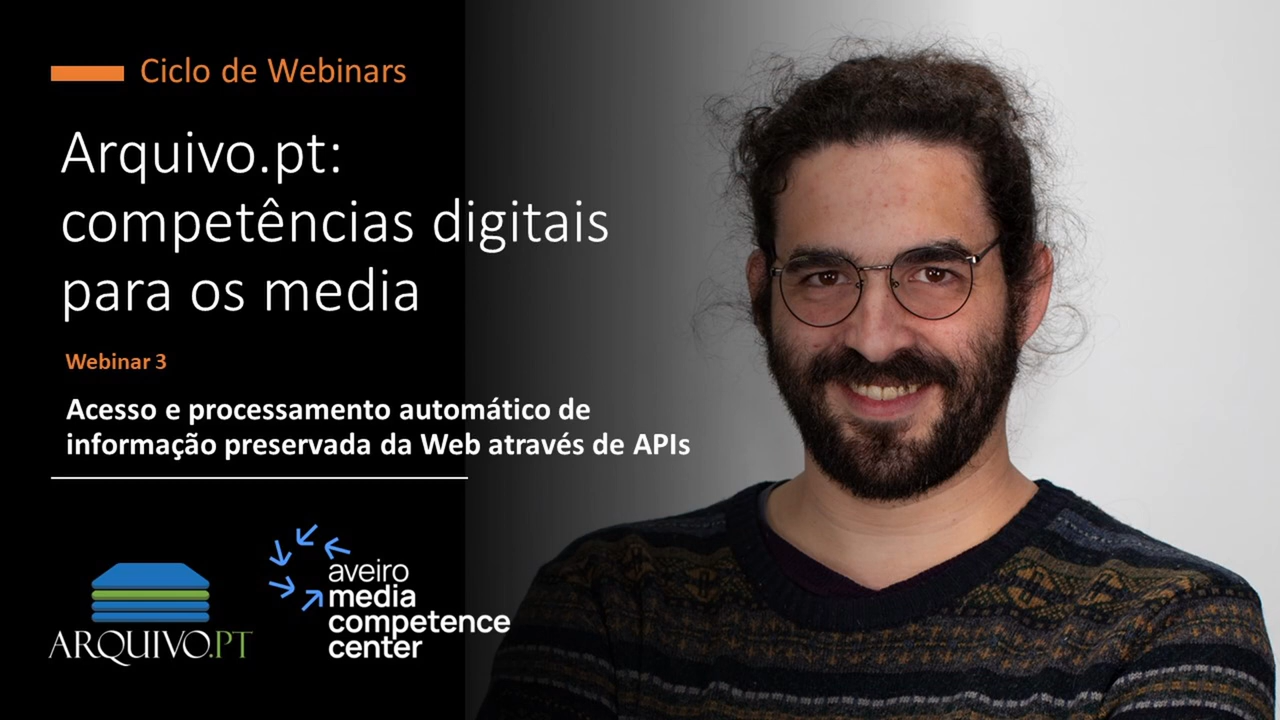 Ciclo de Webinars
Arquivo.pt:
competências digitais
para os media
Webinar 3
Acesso e processamento automático de
informação preservada da Web através de APIs
ARQUIVO.PT
aveiro
media
competence
center